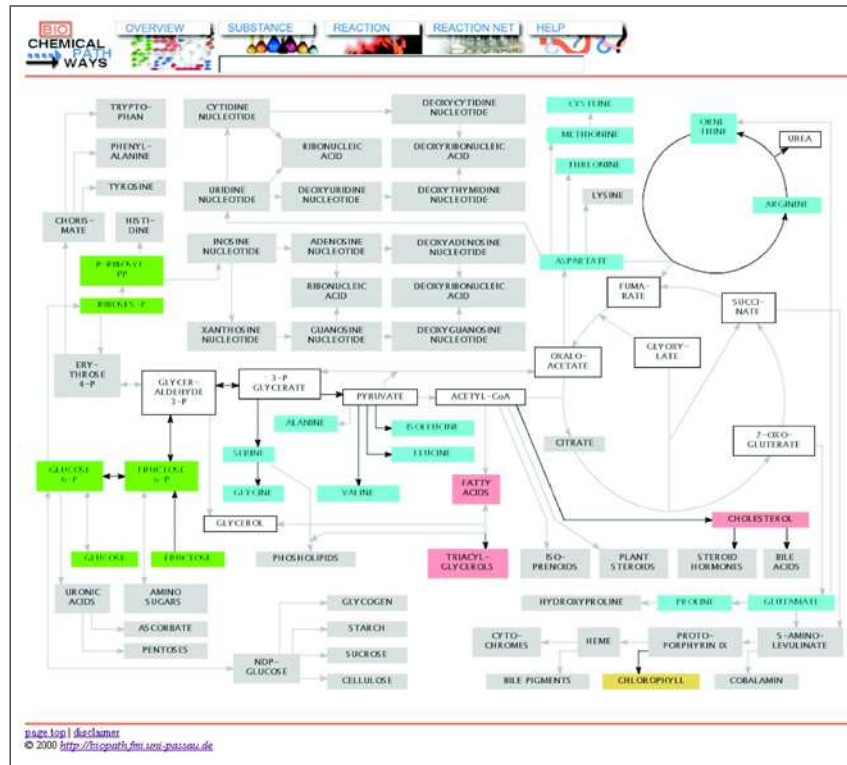 BIO
CHEMICAL
PATH
WAYS
OVERVIEW
SUBSTANCE
REACTION
REACTION NET
HELP
TRYPTO-
PHAN
PHENYL-
ALANINE
TYROSINE
CHORIS-
MATE
HISTI-
DINE
P-RIBOSYL-
PP
RIBOSE5-P
ERY-
THROSE
4-P
CYTIDINE
NUCLEOTIDE
DEOXYCYTIDINE
NUCLEOTIDE
RIBONUCLEIC
ACID
DEOXYRIBONUCLEIC
ACID
URIDINE
NUCLEOTIDE
DEOXYURIDINE
NUCLEOTIDE
DEOXYTHYMIDINE
NUCLEOTIDE
INOSINE
NUCLEOTIDE
ADENOSINE
NUCLEOTIDE
DEOXYADENOSINE
NUCLEOTIDE
RIBONUCLEIC
ACID
DEOXYRIBONUCLEIC
ACID
XANTHOSINE
NUCLEOTIDE
GUANOSINE
NUCLEOTIDE
DEOXYGUANOSINE
NUCLEOTIDE
CYSTEINE
METHIONINE
THREONINE
LYSINE
ASPARTATE
ORNI
THINE
UREA
ARGININE
FUMA-
RATE
SUCCI-
NATE
GLYOXY-
LATE
OXALO-
ACETATE
2-OXO-
GLUTERATE
CITRATE
GLYCER-
ALDEHYDE
3-P
3-P
GLYCERATE
PYRUVATE
ACETYL-CoA
ALANINE
ISOLEUCINE
LEUCINE
VALINE
SERINE
GLYCINE
GLUCOSE
6-P
FRUCTOSE
6-P
GLYCEROL
FATTY
ACIDS
CHOLESTEROL
GLUCOSE
FRUCTOSE
PHOSHOLIPIDS
TRIACYL-
GLYCEROLS
ISO-
PRENOIDS
PLANT
STEROIDS
STEROID
HORMONES
BILE
ACIDS
URONIC
ACIDS
AMINO
SUGARS
ASCORBATE
PENTOSES
NDP-
GLUCOSE
GLYCOGEN
STARCH
SUCROSE
CELLULOSE
HYDROXYPROLINE
PROLINE
GLUTAMATE
CYTO-
CHROMES
HEME
PROTO-
PORPHYRIN IX
5-AMINO-
LEVULINATE
BILE PIGMENTS
CHLOROPHYLL
COBALAMIN
page top | disclaimer
© 2000 http://biopath.fmi.uni-passau.de